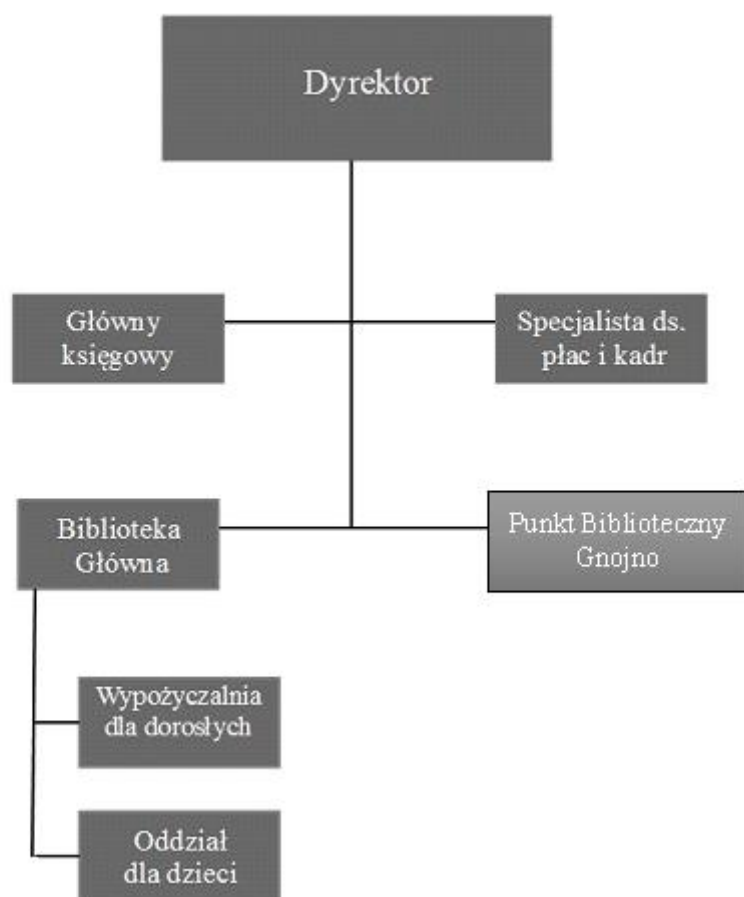 Dyrektor
Główny
księgowy
Specjalista ds.
płac i kadr
Biblioteka
Główna
Punkt Biblioteczny
Gnojno
Wypożyczalnia
dla dorosłych
Oddział
dla dzieci